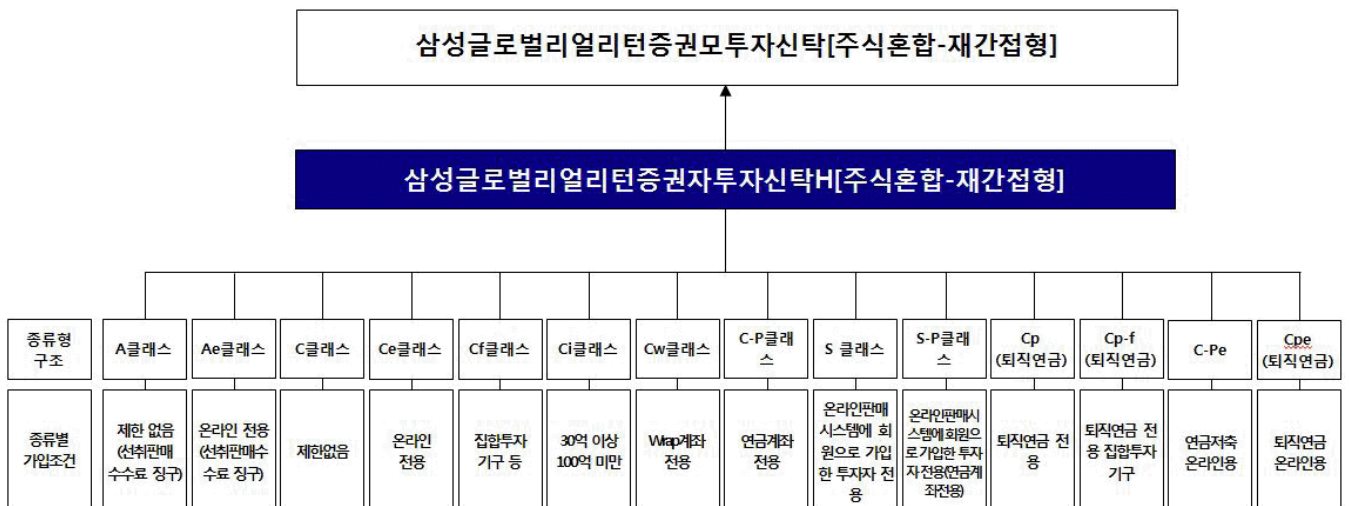 삼성글로벌리얼리턴증권모투자신탁[주식혼합-재간접형]
삼성글로벌리얼리턴증권자투자신탁H[주식혼합-재간접형]
종류형
구조
A클래스
Ae클래스
C클래스
Ce클래스
Cf클래스
Ci클래스
Cw클래스
C-P클래
스
S 클래스
S-P클래
스
Cp
(퇴직연금)
Cp-f
(퇴직연금)
C-Pe
Cpe
(퇴직연금)
종류별
가입조건
제한 없음
(선취판매
수수료 징구)
온라인 전용
(선취판매수
수료 징구)
제한없음
온라인
전용
집합투자
기구 등
30억 이상
100억 미만
Wrap계좌
전용
연금계좌
전용
온라인판매
시스템에 회
원으로 가입
한 투자자 전
용
온라인판매시
스템에 회원으
로 가입한 투자
자 전용(연금계
좌전용)
퇴직연금 전
용
퇴직연금 전
용 집합투자
기구
연금저축
온라인용
퇴직연금
온라인용